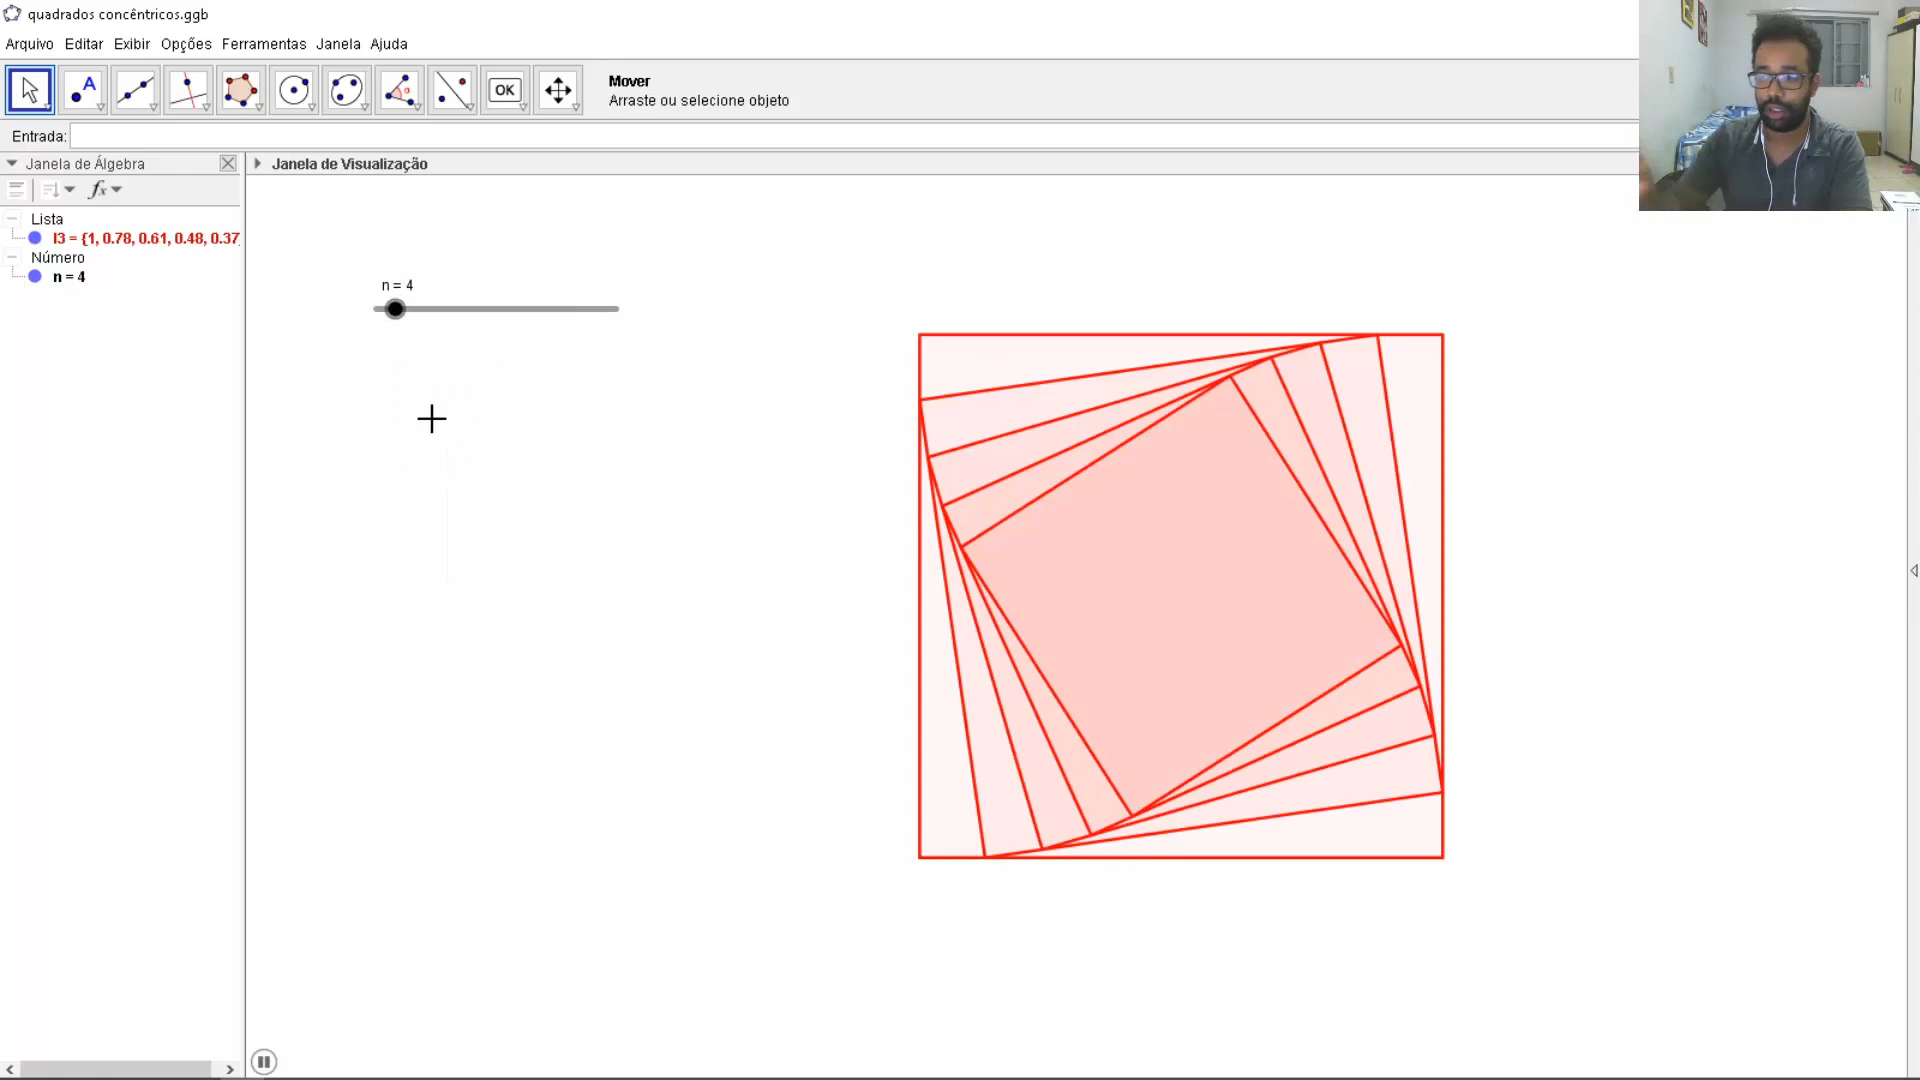 quadrados concêntricos.ggb
Arquivo Editar Exibir Opções Ferramentas Janela Ajuda
A
α
OK
Mover
Arraste ou selecione objeto
Entrada:
Janela de Álgebra
Janela de Visualização
fx
Lista
l3 = {1, 0.78, 0.61, 0.48, 0.37
Número
n = 4
n = 4